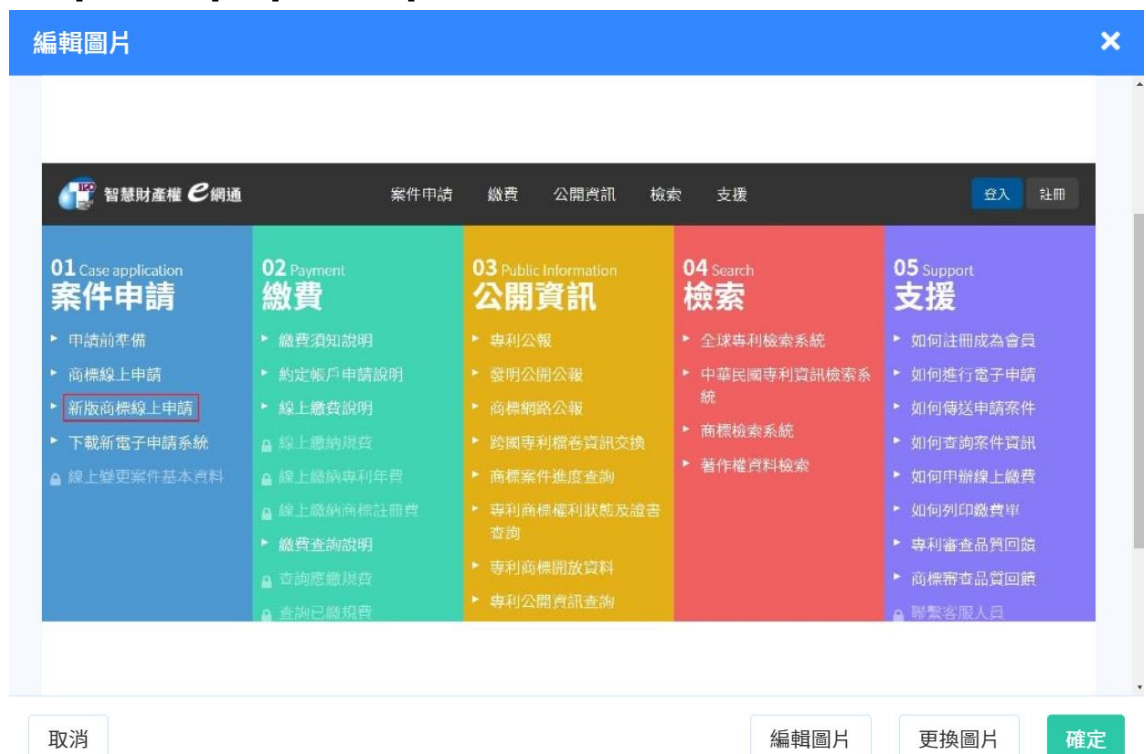 編輯圖片
智慧財產權 e網通
案件申請 繳費 公開資訊 檢索 支援
登入 註冊
01 Case application
案件申請
申請前準備
商標線上申請
新版商標線上申請
下載新電子申請系統
線上變更案件基本資料
02 Payment
繳費
繳費須知說明
約定帳戶申請說明
線上繳費說明
線上繳納規費
線上繳納專利年費
線上繳納商標註冊費
繳費查詢說明
查詢應繳規費
查詢已繳規費
03 Public Information
公開資訊
專利公報
發明公開公報
商標網路公報
跨國專利檔卷資訊交換
商標案件進度查詢
專利商標權利狀態及證書
查詢
專利商標開放資料
專利公開資訊查詢
04 Search
檢索
全球專利檢索系統
中華民國專利資訊檢索系
統
商標檢索系統
著作權資料檢索
05 Support
支援
如何註冊成為會員
如何進行電子申請
如何傳送申請案件
如何查詢案件資訊
如何申辦線上繳費
如何列印繳費單
專利審查品質回饋
商標審查品質回饋
聯繫客服人員
取消
編輯圖片
更換圖片
確定